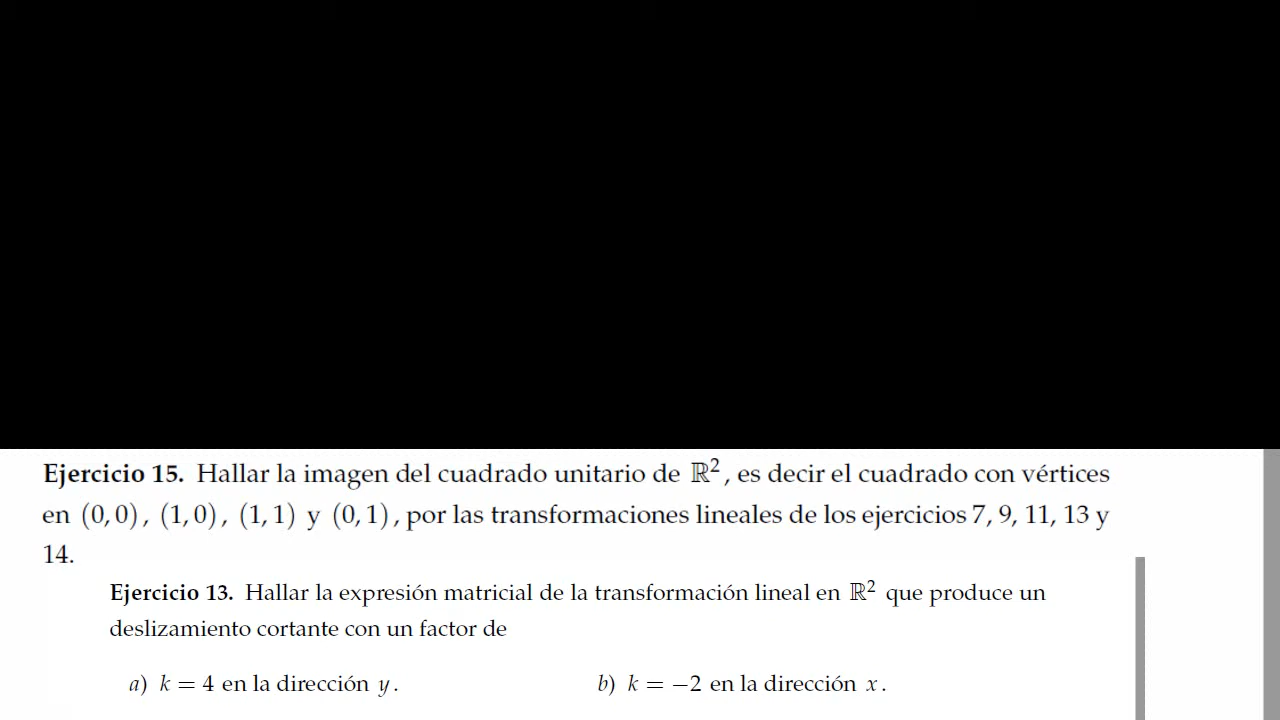 Ejercicio 15. Hallar la imagen del cuadrado unitario de ℝ², es decir el cuadrado con vértices
en (0,0), (1,0), (1,1) y (0,1), por las transformaciones lineales de los ejercicios 7, 9, 11, 13 y
14.
Ejercicio 13. Hallar la expresión matricial de la transformación lineal en ℝ² que produce un
deslizamiento cortante con un factor de
a) k = 4 en la dirección y. b) k = −2 en la dirección x.